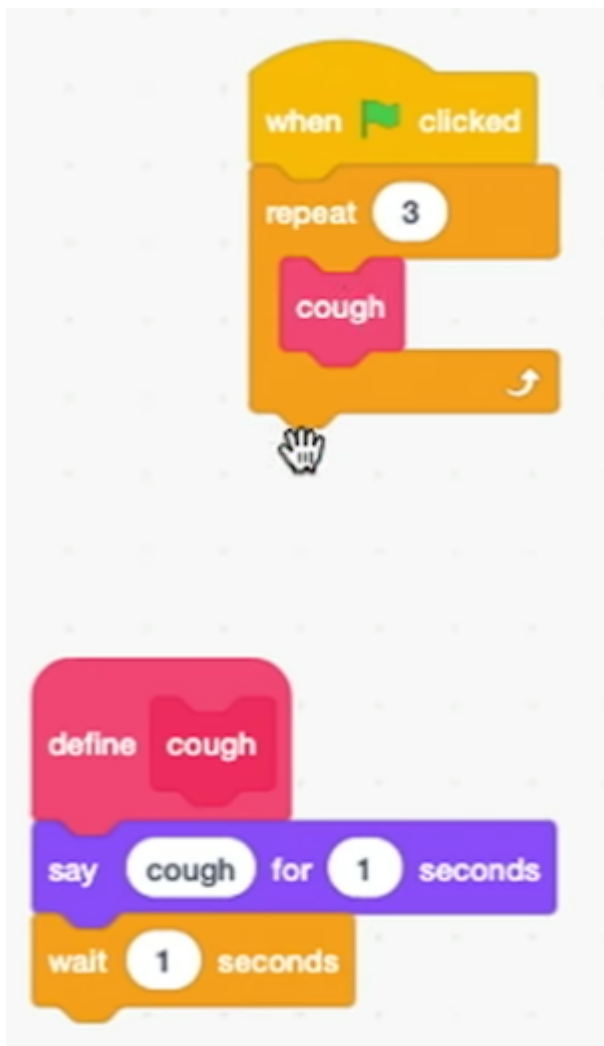 when clicked
repeat 3
cough
define cough
say cough for 1 seconds
wait 1 seconds